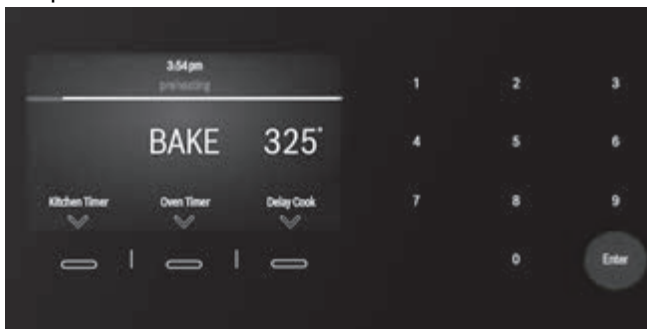 3:54 pm
preheating
BAKE 325°
Kitchen Timer Oven Timer Delay Cook
1 2 3
4 5 6
7 8 9
0 Enter